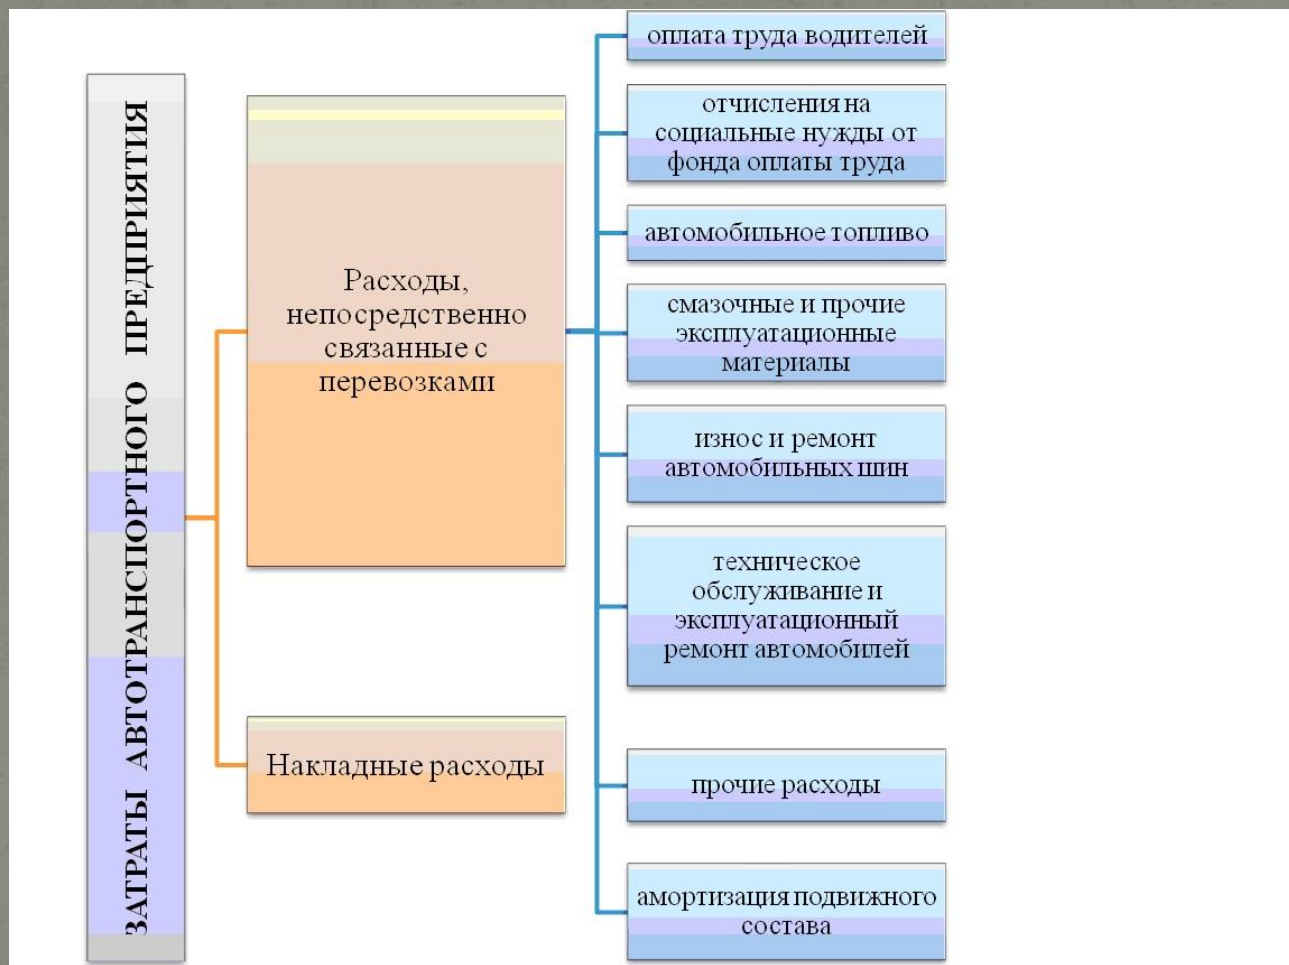 ЗАТРАТЫ АВТОТРАНСПОРТНОГО ПРЕДПРИЯТИЯ
Расходы,
непосредственно
связанные с
перевозками
Накладные расходы
оплата труда водителей
отчисления на
социальные нужды от
фонда оплаты труда
автомобильное топливо
смазочные и прочие
эксплуатационные
материалы
износ и ремонт
автомобильных шин
техническое
обслуживание и
эксплуатационный
ремонт автомобилей
прочие расходы
амортизация подвижного
состава